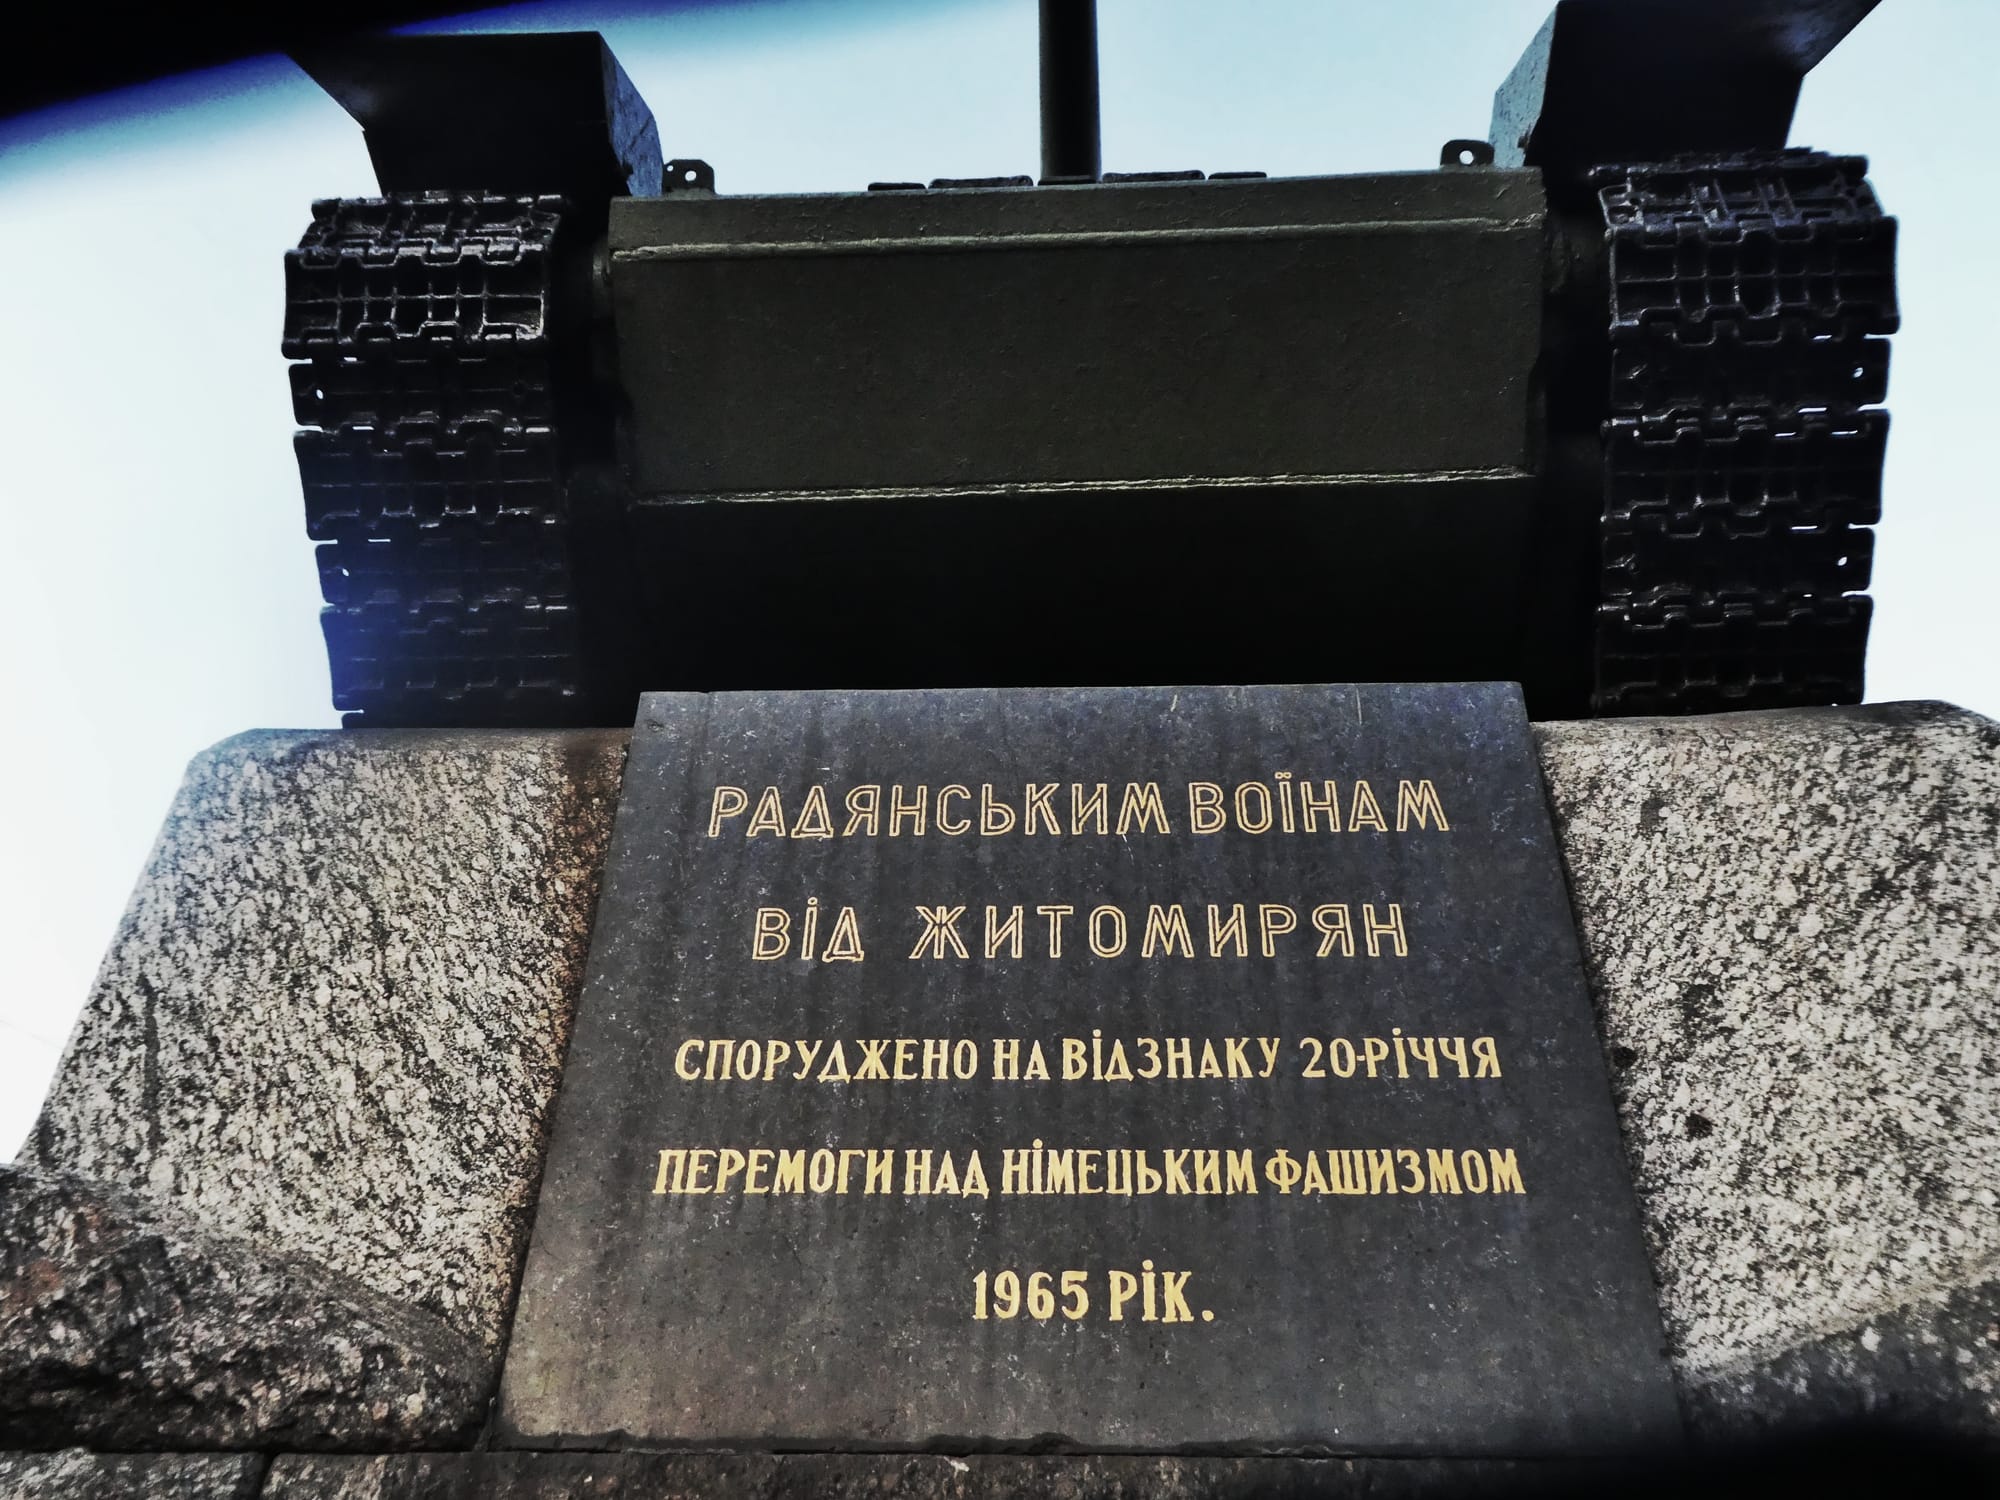 РАДЯНСЬКИМ ВОЇНАМ
ВІД ЖИТОМИРЯН
СПОРУДЖЕНО НА ВІДЗНАКУ 20-РІЧЧЯ
ПЕРЕМОГИ НАД НІМЕЦЬКИМ ФАШИЗМОМ
1965 РІК.